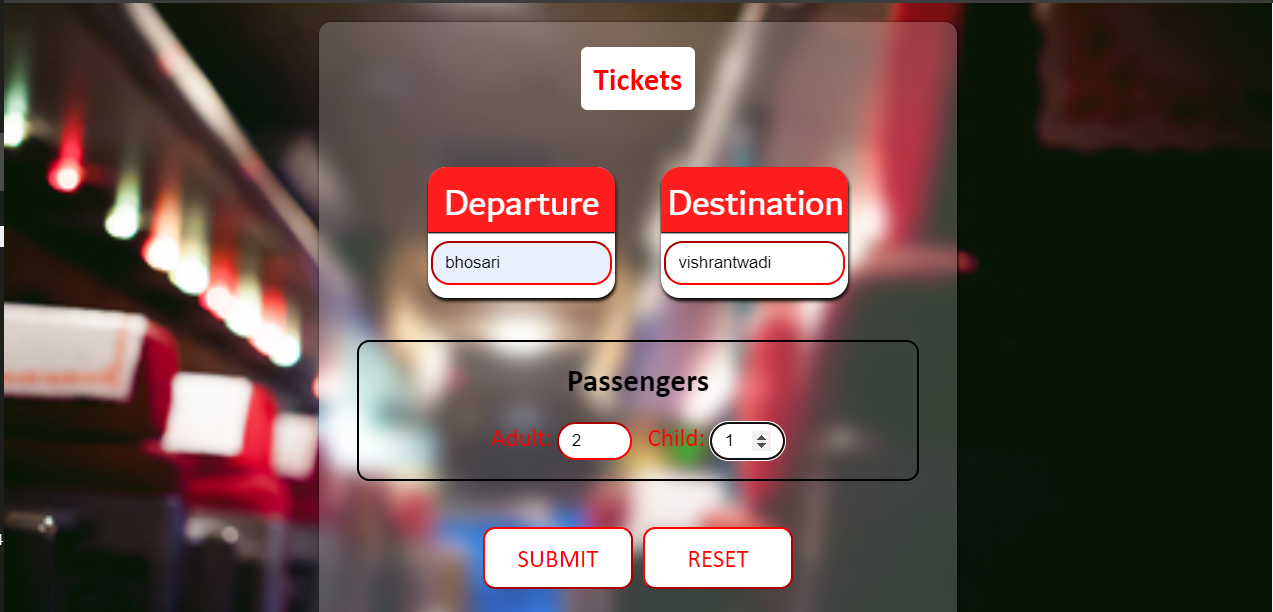 Tickets
Departure Destination
bhosari vishrantwadi
Passengers
Adult: 2 Child: 1
SUBMIT RESET